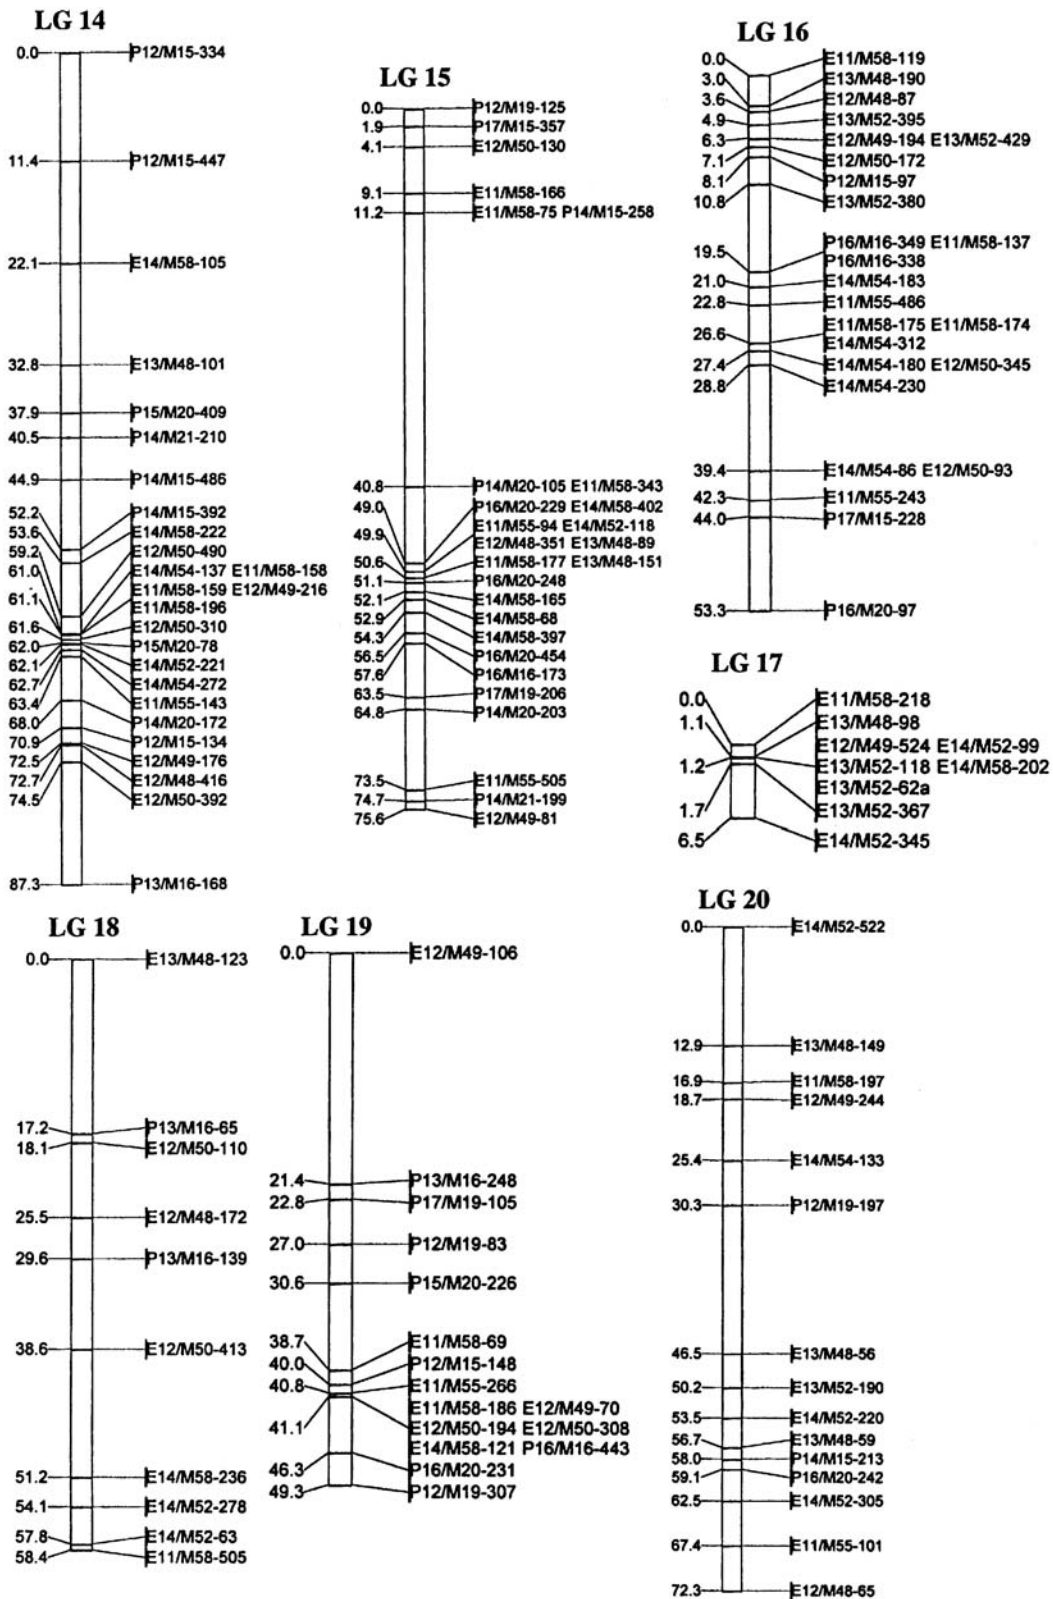 LG 14
0.0 P12/M15-334
11.4 P12/M15-447
22.1 E14/M58-105
32.8 E13/M48-101
37.9 P15/M20-409
40.5 P14/M21-210
44.9 P14/M15-486
52.2 P14/M15-392
53.6 E14/M58-222
59.2 E12/M50-490
61.0 E14/M54-137 E11/M58-158
E11/M58-159 E12/M49-216
61.1 E11/M58-196
61.6 E12/M50-310
62.0 P15/M20-78
62.1 E14/M52-221
62.7 E14/M54-272
63.4 E11/M55-143
68.0 P14/M20-172
70.9 P12/M15-134
72.5 E12/M49-176
72.7 E12/M48-416
74.5 E12/M50-392
87.3 P13/M16-168
LG 15
0.0 P12/M19-125
1.9 P17/M15-357
4.1 E12/M50-130
9.1 E11/M58-166
11.2 E11/M58-75 P14/M15-258
40.8 P14/M20-105 E11/M58-343
49.0 P16/M20-229 E14/M58-402
E11/M55-94 E14/M52-118
49.9 E12/M48-351 E13/M48-89
50.6 E11/M58-177 E13/M48-151
51.1 P16/M20-248
52.1 E14/M58-165
52.9 E14/M58-68
54.3 E14/M58-397
56.5 P16/M20-454
57.6 P16/M16-173
63.5 P17/M19-206
64.8 P14/M20-203
73.5 E11/M55-505
74.7 P14/M21-199
75.6 E12/M49-81
LG 16
0.0 E11/M58-119
3.0 E13/M48-190
3.6 E12/M48-87
4.9 E13/M52-395
6.3 E12/M49-194 E13/M52-429
7.1 E12/M50-172
8.1 P12/M15-97
10.8 E13/M52-380
19.5 P16/M16-349 E11/M58-137
P16/M16-338
21.0 E14/M54-183
22.8 E11/M55-486
26.6 E11/M58-175 E11/M58-174
E14/M54-312
27.4 E14/M54-180 E12/M50-345
28.8 E14/M54-230
39.4 E14/M54-86 E12/M50-93
42.3 E11/M55-243
44.0 P17/M15-228
53.3 P16/M20-97
LG 17
0.0 E11/M58-218
1.1 E13/M48-98
E12/M49-524 E14/M52-99
1.2 E13/M52-118 E14/M58-202
E13/M52-62a
1.7 E13/M52-367
6.5 E14/M52-345
LG 18
0.0 E13/M48-123
17.2 P13/M16-65
18.1 E12/M50-110
25.5 E12/M48-172
29.6 P13/M16-139
38.6 E12/M50-413
51.2 E14/M58-236
54.1 E14/M52-278
57.8 E14/M52-63
58.4 E11/M58-505
LG 19
0.0 E12/M49-106
21.4 P13/M16-248
22.8 P17/M19-105
27.0 P12/M19-83
30.6 P15/M20-226
38.7 E11/M58-69
40.0 P12/M15-148
40.8 E11/M55-266
E11/M58-186 E12/M49-70
41.1 E12/M50-194 E12/M50-308
E14/M58-121 P16/M16-443
46.3 P16/M20-231
49.3 P12/M19-307
LG 20
0.0 E14/M52-522
12.9 E13/M48-149
16.9 E11/M58-197
18.7 E12/M49-244
25.4 E14/M54-133
30.3 P12/M19-197
46.5 E13/M48-56
50.2 E13/M52-190
53.5 E14/M52-220
56.7 E13/M48-59
58.0 P14/M15-213
59.1 P16/M20-242
62.5 E14/M52-305
67.4 E11/M55-101
72.3 E12/M48-65